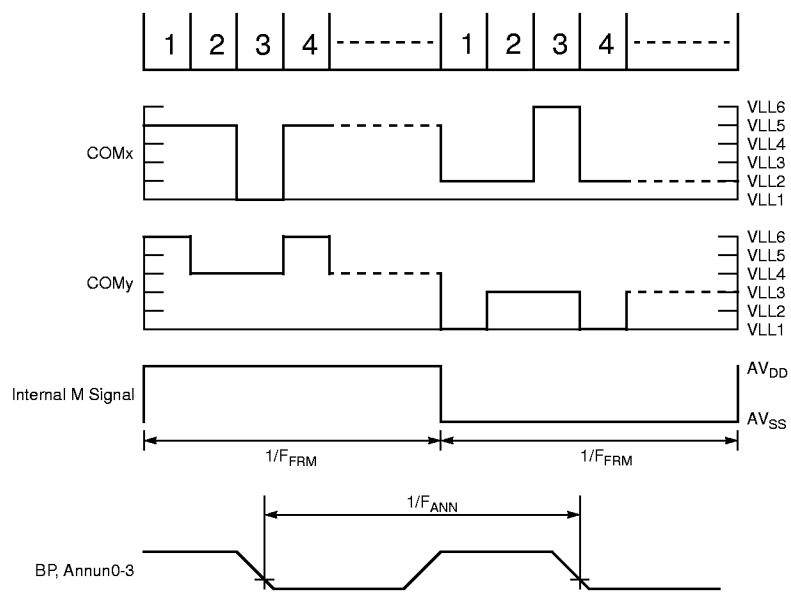 1 2 3 4 1 2 3 4
COMx
VLL6
VLL5
VLL4
VLL3
VLL2
VLL1
COMy
VLL6
VLL5
VLL4
VLL3
VLL2
VLL1
Internal M Signal
AVDD
AVSS
1/FFRM 1/FFRM
1/FANN
BP, Annun0-3